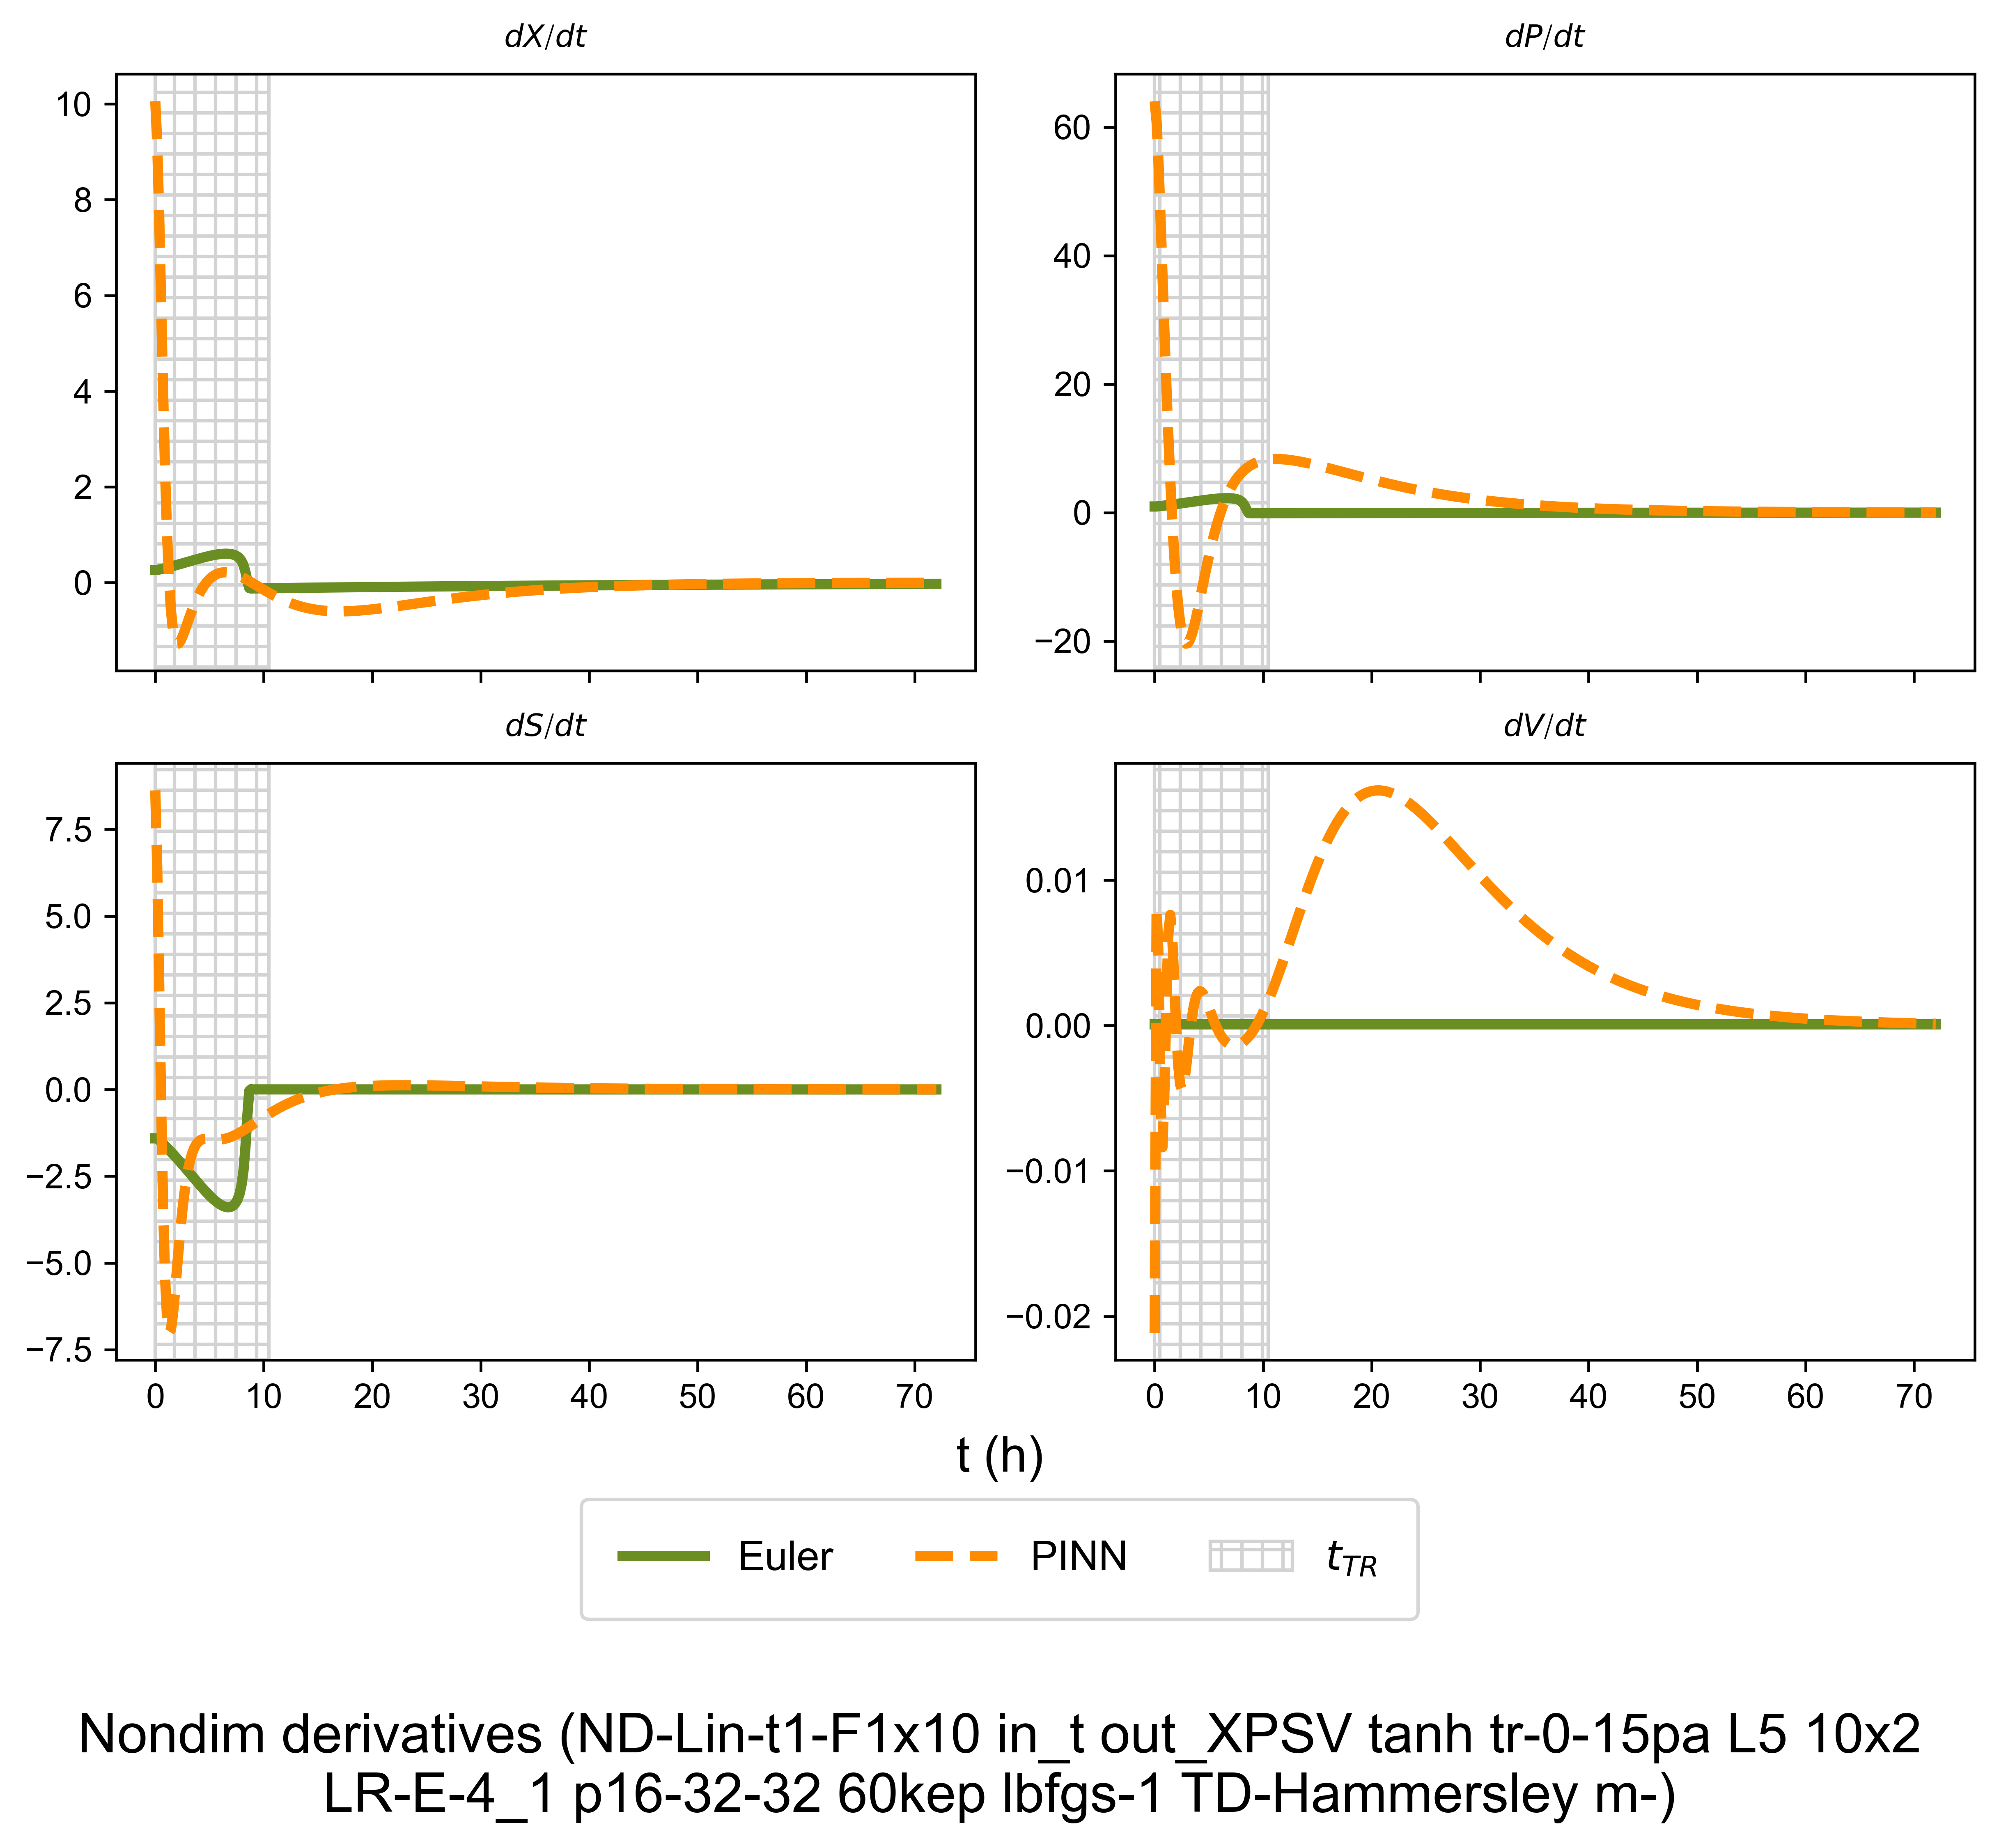 dX/dt
dP/dt
10
8
6
4
2
0
60
40
20
0
−20
dS/dt
dV/dt
7.5
5.0
2.5
0.0
−2.5
−5.0
−7.5
0.01
0.00
−0.01
−0.02
0 10 20 30 40 50 60 70
0 10 20 30 40 50 60 70
t (h)
Euler PINN t_TR
Nondim derivatives (ND-Lin-t1-F1x10 in_t out_XPSV tanh tr-0-15pa L5 10x2
LR-E-4_1 p16-32-32 60kep lbfgs-1 TD-Hammersley m-)